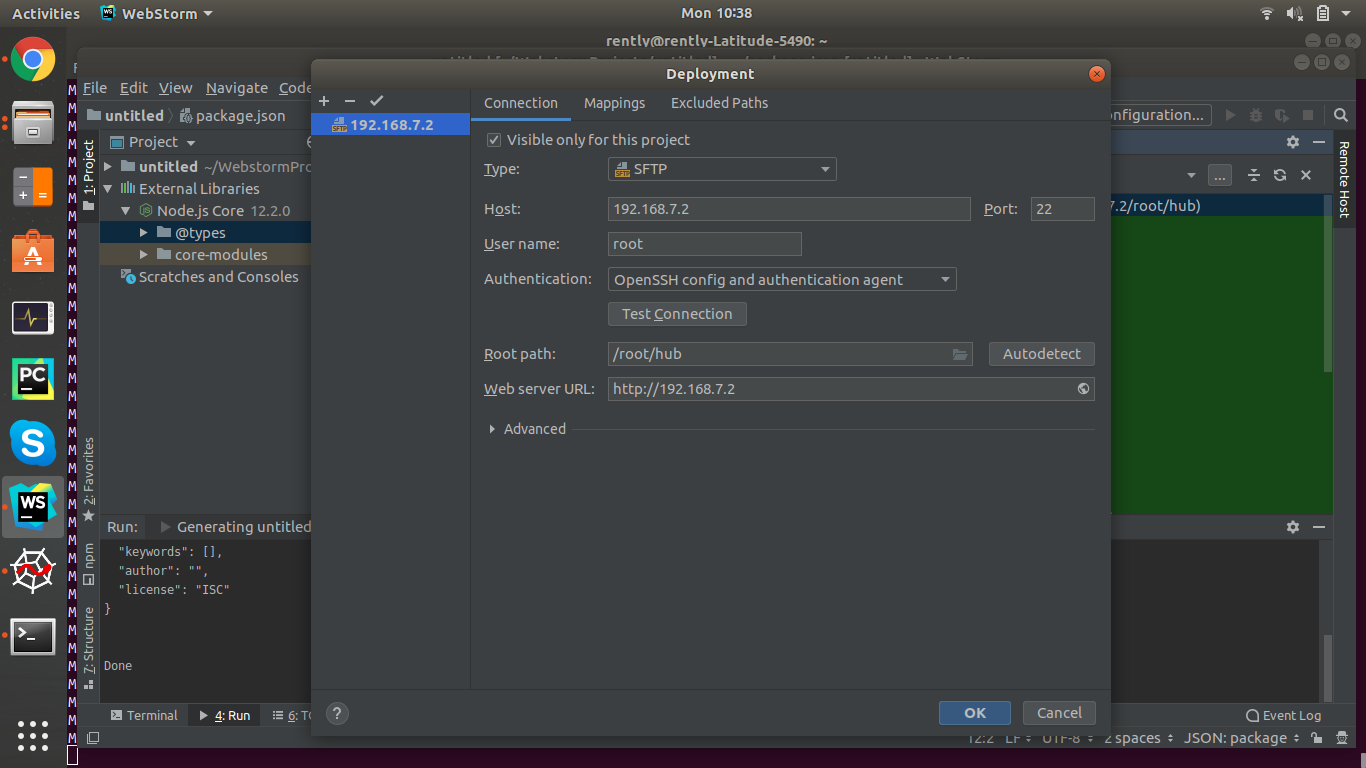 Activities WebStorm Mon 10:38
rently@rently-Latitude-5490: ~
File Edit View Navigate Code
untitled package.json
nfiguration...
Deployment
192.168.7.2
Connection Mappings Excluded Paths
Visible only for this project
Type: SFTP
Host: 192.168.7.2 Port: 22
User name: root
Authentication: OpenSSH config and authentication agent
Test Connection
Root path: /root/hub Autodetect
Web server URL: http://192.168.7.2
Advanced
? OK Cancel
Project
untitled ~/WebstormPro
External Libraries
Node.js Core 12.2.0
@types
core-modules
Scratches and Consoles
1: Project
2: Favorites
npm
7: Structure
Remote Host
...
7.2/root/hub)
Run: Generating untitled
"keywords": [],
"author": "",
"license": "ISC"
}
Done
Terminal 4: Run 6: TO Event Log
12:2 LF UTF-8 2 spaces JSON: package